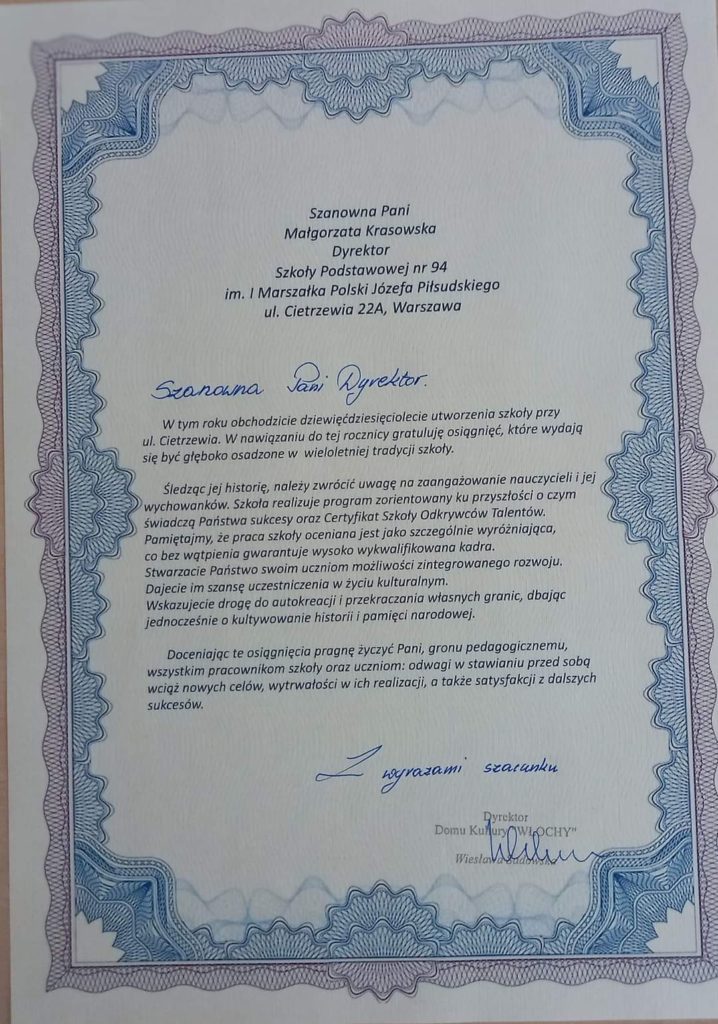 Szanowna Pani
Małgorzata Krasowska
Dyrektor
Szkoły Podstawowej nr 94
im. I Marszałka Polski Józefa Piłsudskiego
ul. Cietrzewia 22A, Warszawa
Szanowna Pani Dyrektor.
W tym roku obchodzicie dziewięćdziesięciolecie utworzenia szkoły przy
ul. Cietrzewia. W nawiązaniu do tej rocznicy gratuluję osiągnięć, które wydają
się być głęboko osadzone w wieloletniej tradycji szkoły.
Śledząc jej historię, należy zwrócić uwagę na zaangażowanie nauczycieli i jej
wychowanków. Szkoła realizuje program zorientowany ku przyszłości o czym
świadczą Państwa sukcesy oraz Certyfikat Szkoły Odkrywców Talentów.
Pamiętajmy, że praca szkoły oceniana jest jako szczególnie wyróżniająca,
co bez wątpienia gwarantuje wysoko wykwalifikowana kadra.
Stwarzacie Państwo swoim uczniom możliwości zintegrowanego rozwoju.
Dajecie im szansę uczestniczenia w życiu kulturalnym.
Wskazujecie drogę do autokreacji i przekraczania własnych granic, dbając
jednocześnie o kultywowanie historii i pamięci narodowej.
Doceniając te osiągnięcia pragnę życzyć Pani, gronu pedagogicznemu,
wszystkim pracownikom szkoły oraz uczniom: odwagi w stawianiu przed sobą
wciąż nowych celów, wytrwałości w ich realizacji, a także satysfakcji z dalszych
sukcesów.
Z wyrazami szacunku
Dyrektor
Domu Kultury "WŁOCHY"
Wiesława